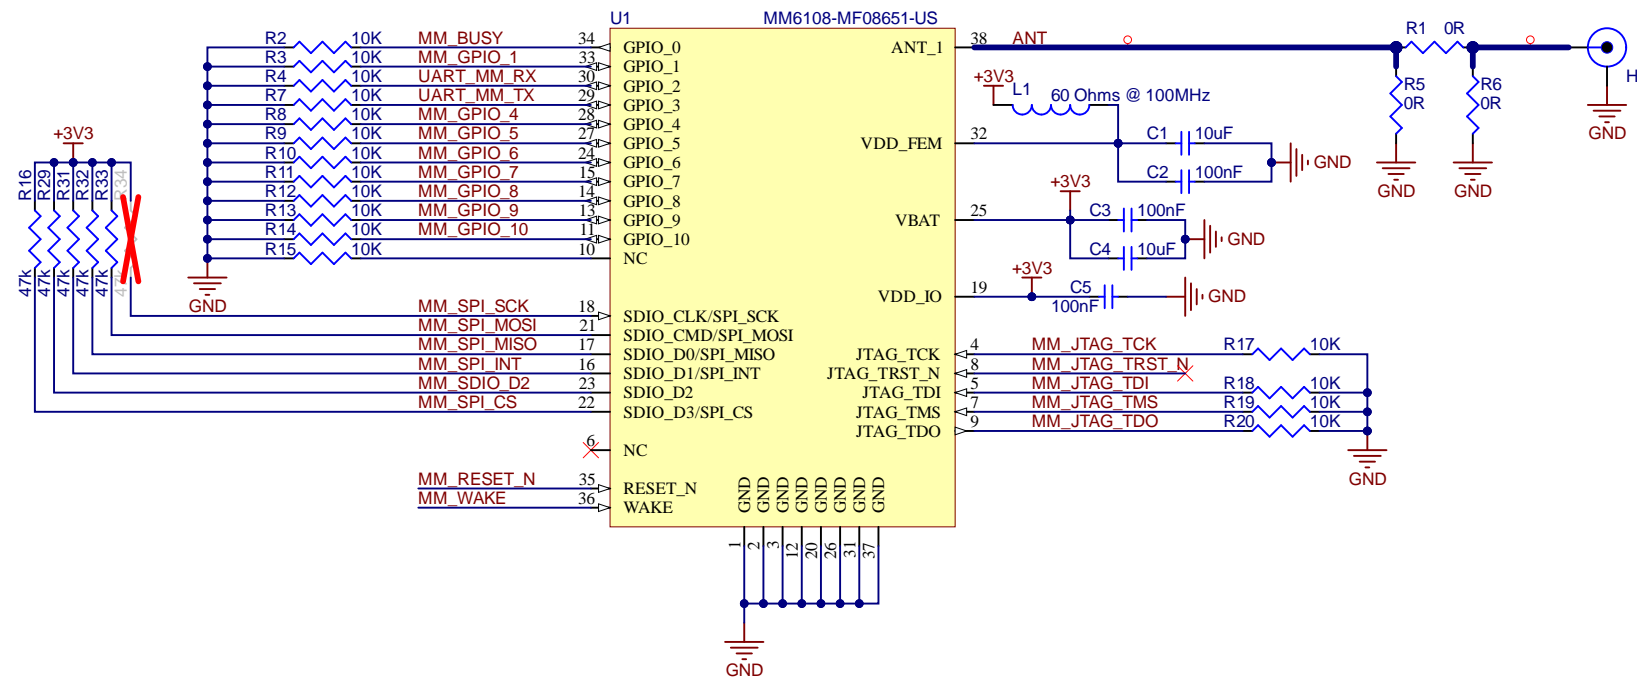 U1 MM6108-MF08651-US
R2 10K MM_BUSY 34 GPIO_0
R3 10K MM_GPIO_1 33 GPIO_1
R4 10K UART_MM_RX 30 GPIO_2
R7 10K UART_MM_TX 29 GPIO_3
R8 10K MM_GPIO_4 28 GPIO_4
R9 10K MM_GPIO_5 27 GPIO_5
R10 10K MM_GPIO_6 24 GPIO_6
R11 10K MM_GPIO_7 15 GPIO_7
R12 10K MM_GPIO_8 14 GPIO_8
R13 10K MM_GPIO_9 13 GPIO_9
R14 10K MM_GPIO_10 11 GPIO_10
R15 10K 10 NC
GND
+3V3
R16 R29 R31 R32 R33 R34
47k 47k 47k 47k 47k 47k
MM_SPI_SCK 18 SDIO_CLK/SPI_SCK
MM_SPI_MOSI 21 SDIO_CMD/SPI_MOSI
MM_SPI_MISO 17 SDIO_D0/SPI_MISO
MM_SPI_INT 16 SDIO_D1/SPI_INT
MM_SDIO_D2 23 SDIO_D2
MM_SPI_CS 22 SDIO_D3/SPI_CS
6 NC
MM_RESET_N 35 RESET_N
MM_WAKE 36 WAKE
GND GND GND GND GND GND GND GND
1 2 3 12 20 26 31 37
GND
ANT_1 38 ANT R1 0R
H
GND
R5 0R
R6 0R
GND GND
+3V3
L1 60 Ohms @ 100MHz
VDD_FEM 32 C1 10uF
GND
C2 100nF
+3V3
VBAT 25 C3 100nF
GND
C4 10uF
+3V3
VDD_IO 19 C5 100nF GND
JTAG_TCK 4 MM_JTAG_TCK R17 10K
JTAG_TRST_N 8 MM_JTAG_TRST_N
JTAG_TDI 5 MM_JTAG_TDI R18 10K
JTAG_TMS 7 MM_JTAG_TMS R19 10K
JTAG_TDO 9 MM_JTAG_TDO R20 10K
GND